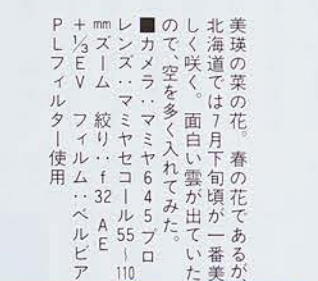 美瑛の菜の花。春の花であるが、
北海道では7月下旬頃が一番美
しく咲く。面白い雲が出ていた
ので、空を多く入れてみた。
■カメラ：マミヤ645プロ
レンズ：マミヤセコール55〜110
mmズーム 絞り：f32 AE
+⅓EV フィルム：ベルビア
PLフィルター使用